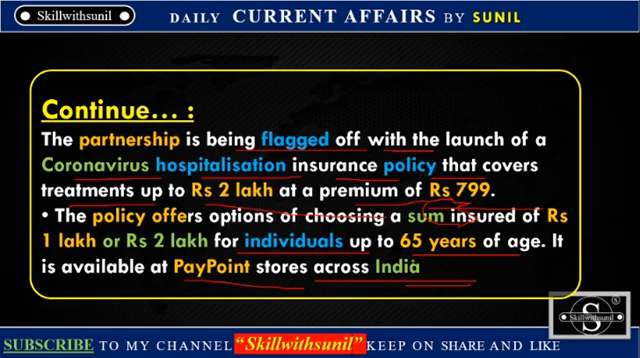 Skillwithsunil
DAILY CURRENT AFFAIRS BY SUNIL
Continue… :
The partnership is being flagged off with the launch of a
Coronavirus hospitalisation insurance policy that covers
treatments up to Rs 2 lakh at a premium of Rs 799.
• The policy offers options of choosing a sum insured of Rs
1 lakh or Rs 2 lakh for individuals up to 65 years of age. It
is available at PayPoint stores across India
S
S
Skillwithsunil
SUBSCRIBE TO MY CHANNEL "Skillwithsunil" KEEP ON SHARE AND LIKE